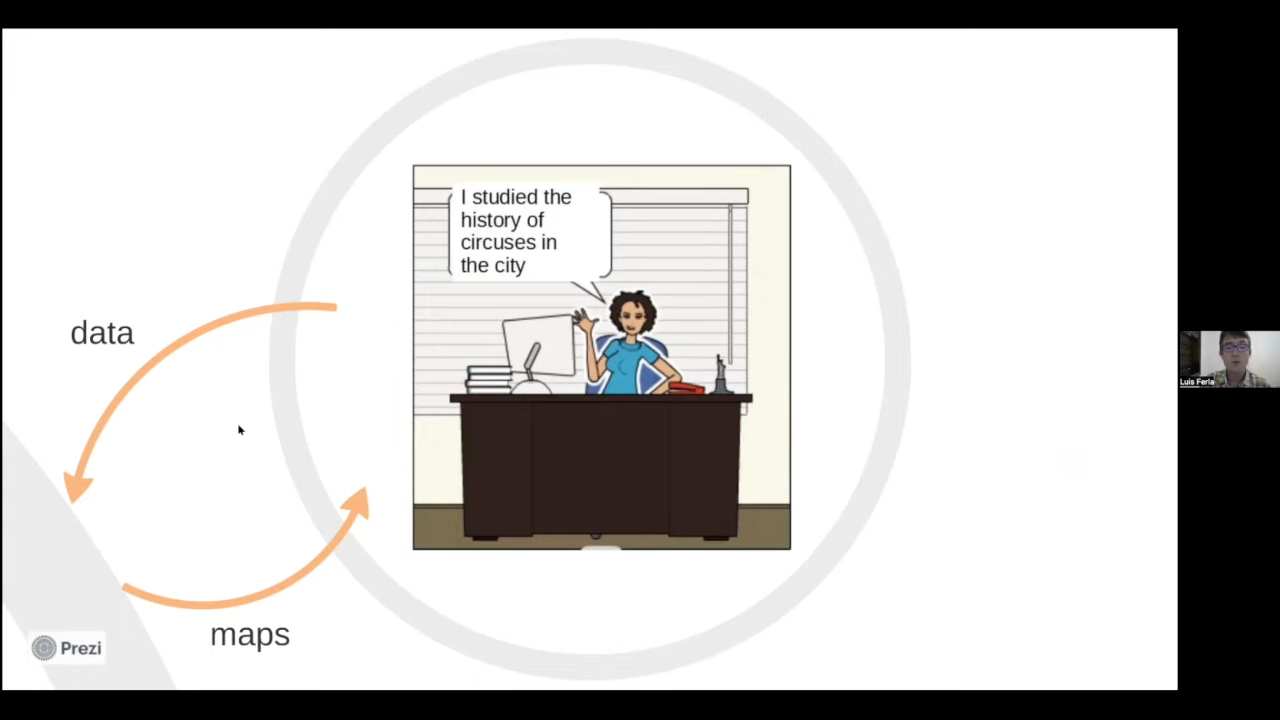 I studied the
history of
circuses in
the city
data
maps
Prezi
Luis Ferla